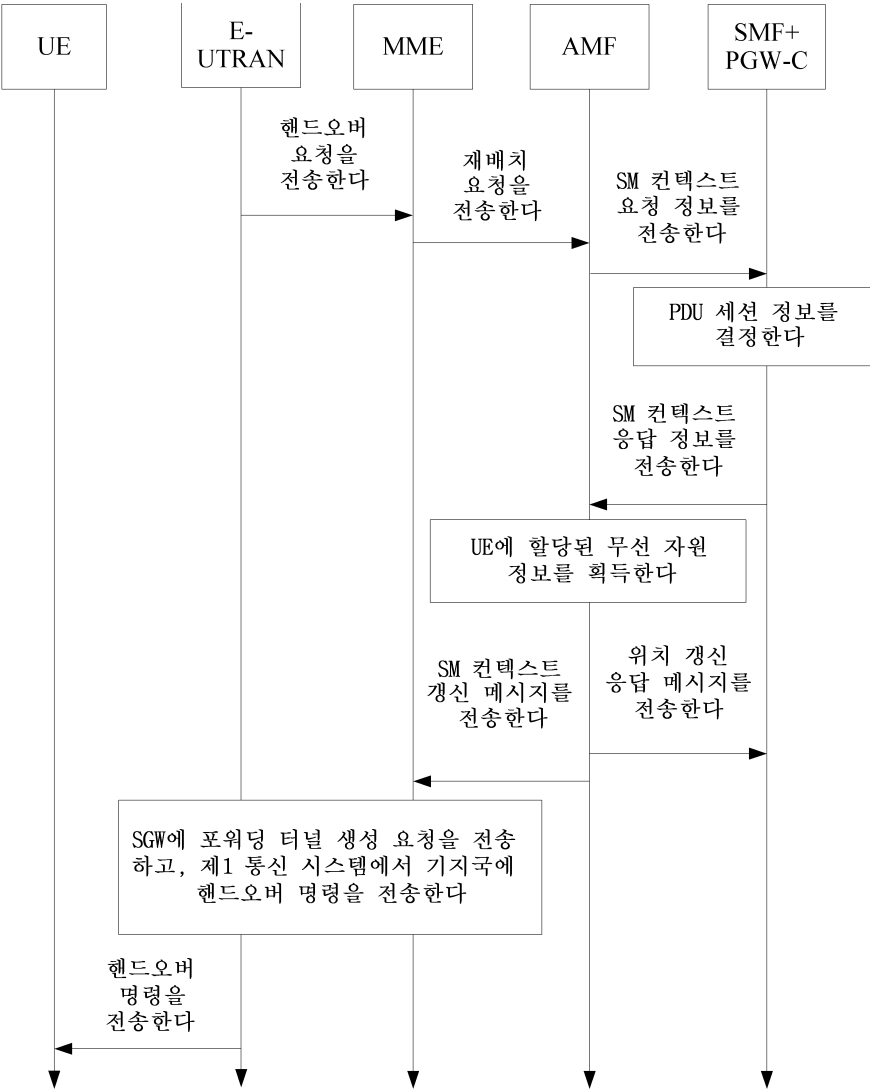 UE
E-
UTRAN
MME
AMF
SMF+
PGW-C
핸드오버
요청을
전송한다
재배치
요청을
전송한다
SM 컨텍스트
요청 정보를
전송한다
PDU 세션 정보를
결정한다
SM 컨텍스트
응답 정보를
전송한다
UE에 할당된 무선 자원
정보를 획득한다
SM 컨텍스트
갱신 메시지를
전송한다
위치 갱신
응답 메시지를
전송한다
SGW에 포워딩 터널 생성 요청을 전송
하고, 제1 통신 시스템에서 기지국에
핸드오버 명령을 전송한다
핸드오버
명령을
전송한다